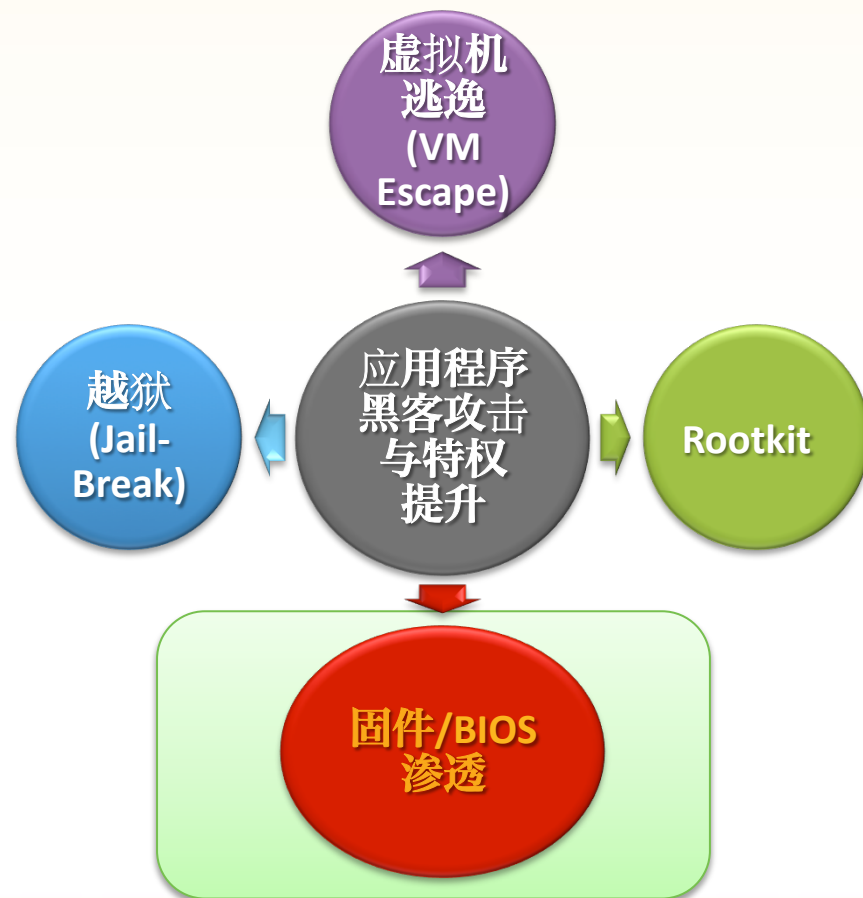 虚拟机
逃逸
(VM
Escape)
越狱
(Jail-
Break)
应用程序
黑客攻击
与特权
提升
Rootkit
固件/BIOS
渗透